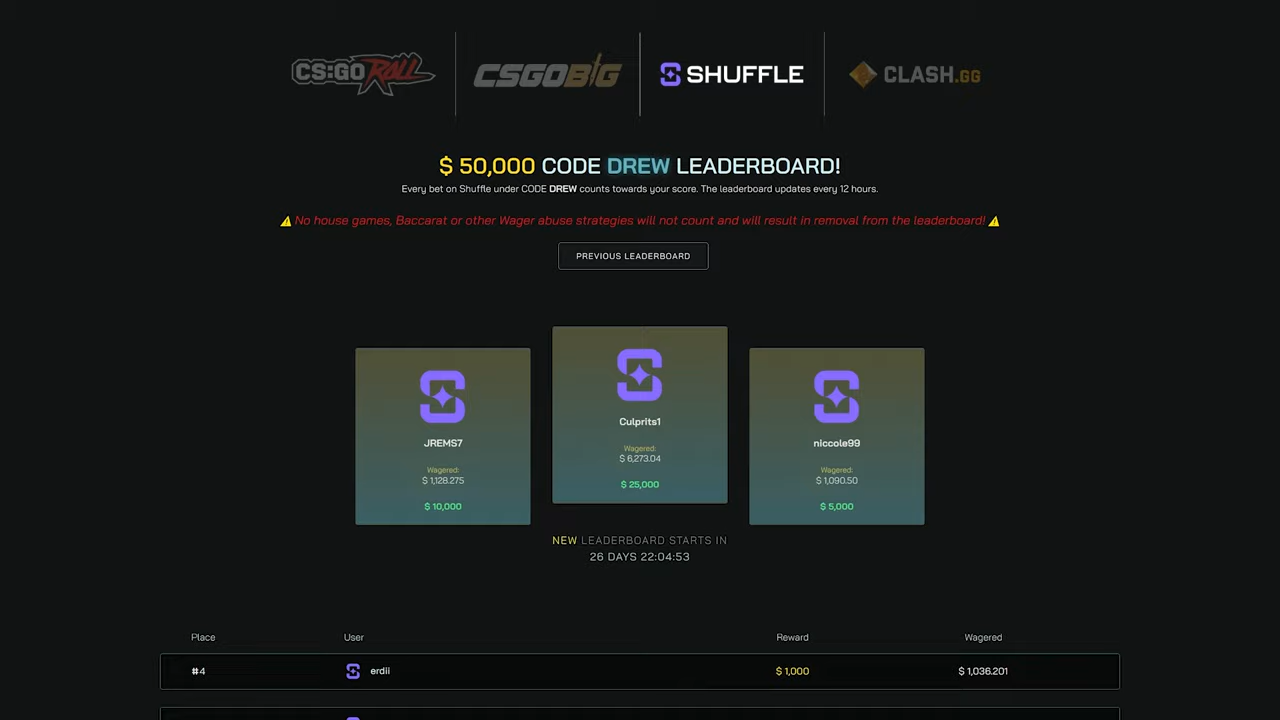 CS:GO ROLL CSGOBIG SHUFFLE CLASH.GG
$ 50,000 CODE DREW LEADERBOARD!
Every bet on Shuffle under CODE DREW counts towards your score. The leaderboard updates every 12 hours.
No house games, Baccarat or other Wager abuse strategies will not count and will result in removal from the leaderboard!
PREVIOUS LEADERBOARD
JREMS7
Wagered:
$ 1,128.275
$ 10,000
Culprits1
Wagered:
$ 6,273.04
$ 25,000
niccole99
Wagered:
$ 1,090.50
$ 5,000
NEW LEADERBOARD STARTS IN
26 DAYS 22:04:53
Place User Reward Wagered
#4 erdii $ 1,000 $ 1,036.201